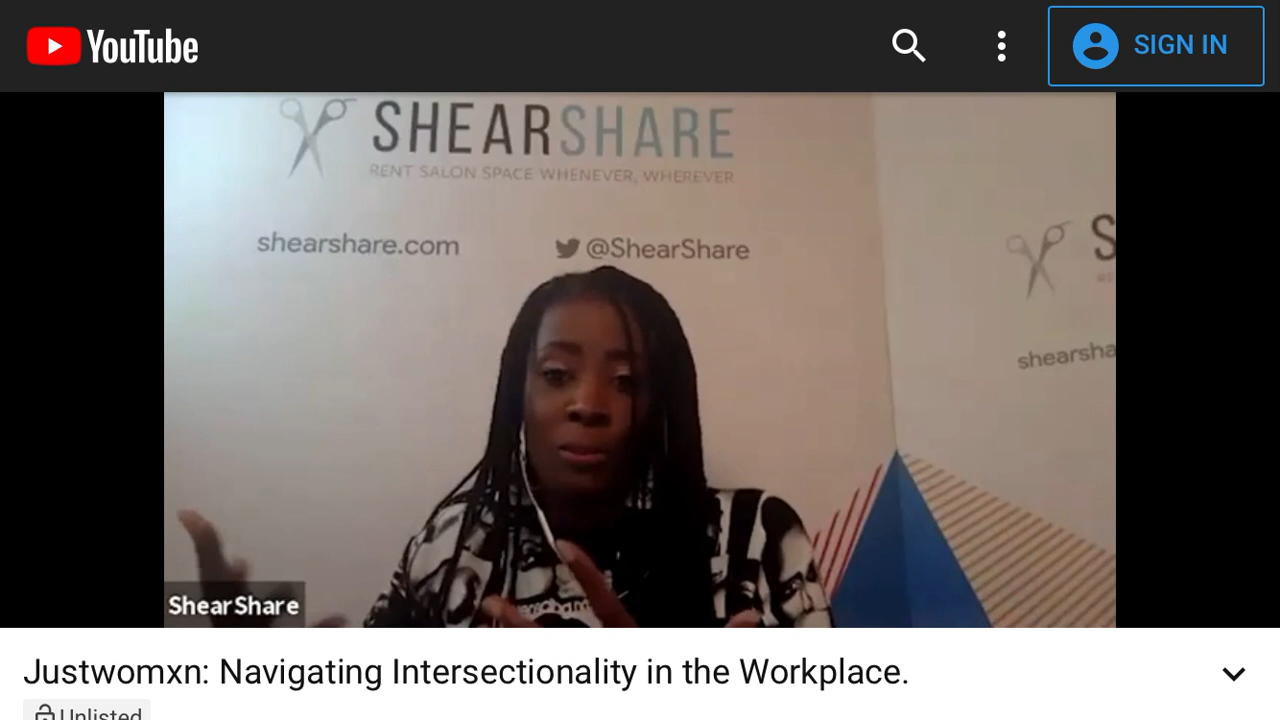 YouTube
SIGN IN
SHEARSHARE
RENT SALON SPACE WHENEVER, WHEREVER
shearshare.com
@ShearShare
S
RE
shearsha
ShearShare
Justwomxn: Navigating Intersectionality in the Workplace.
Unlisted